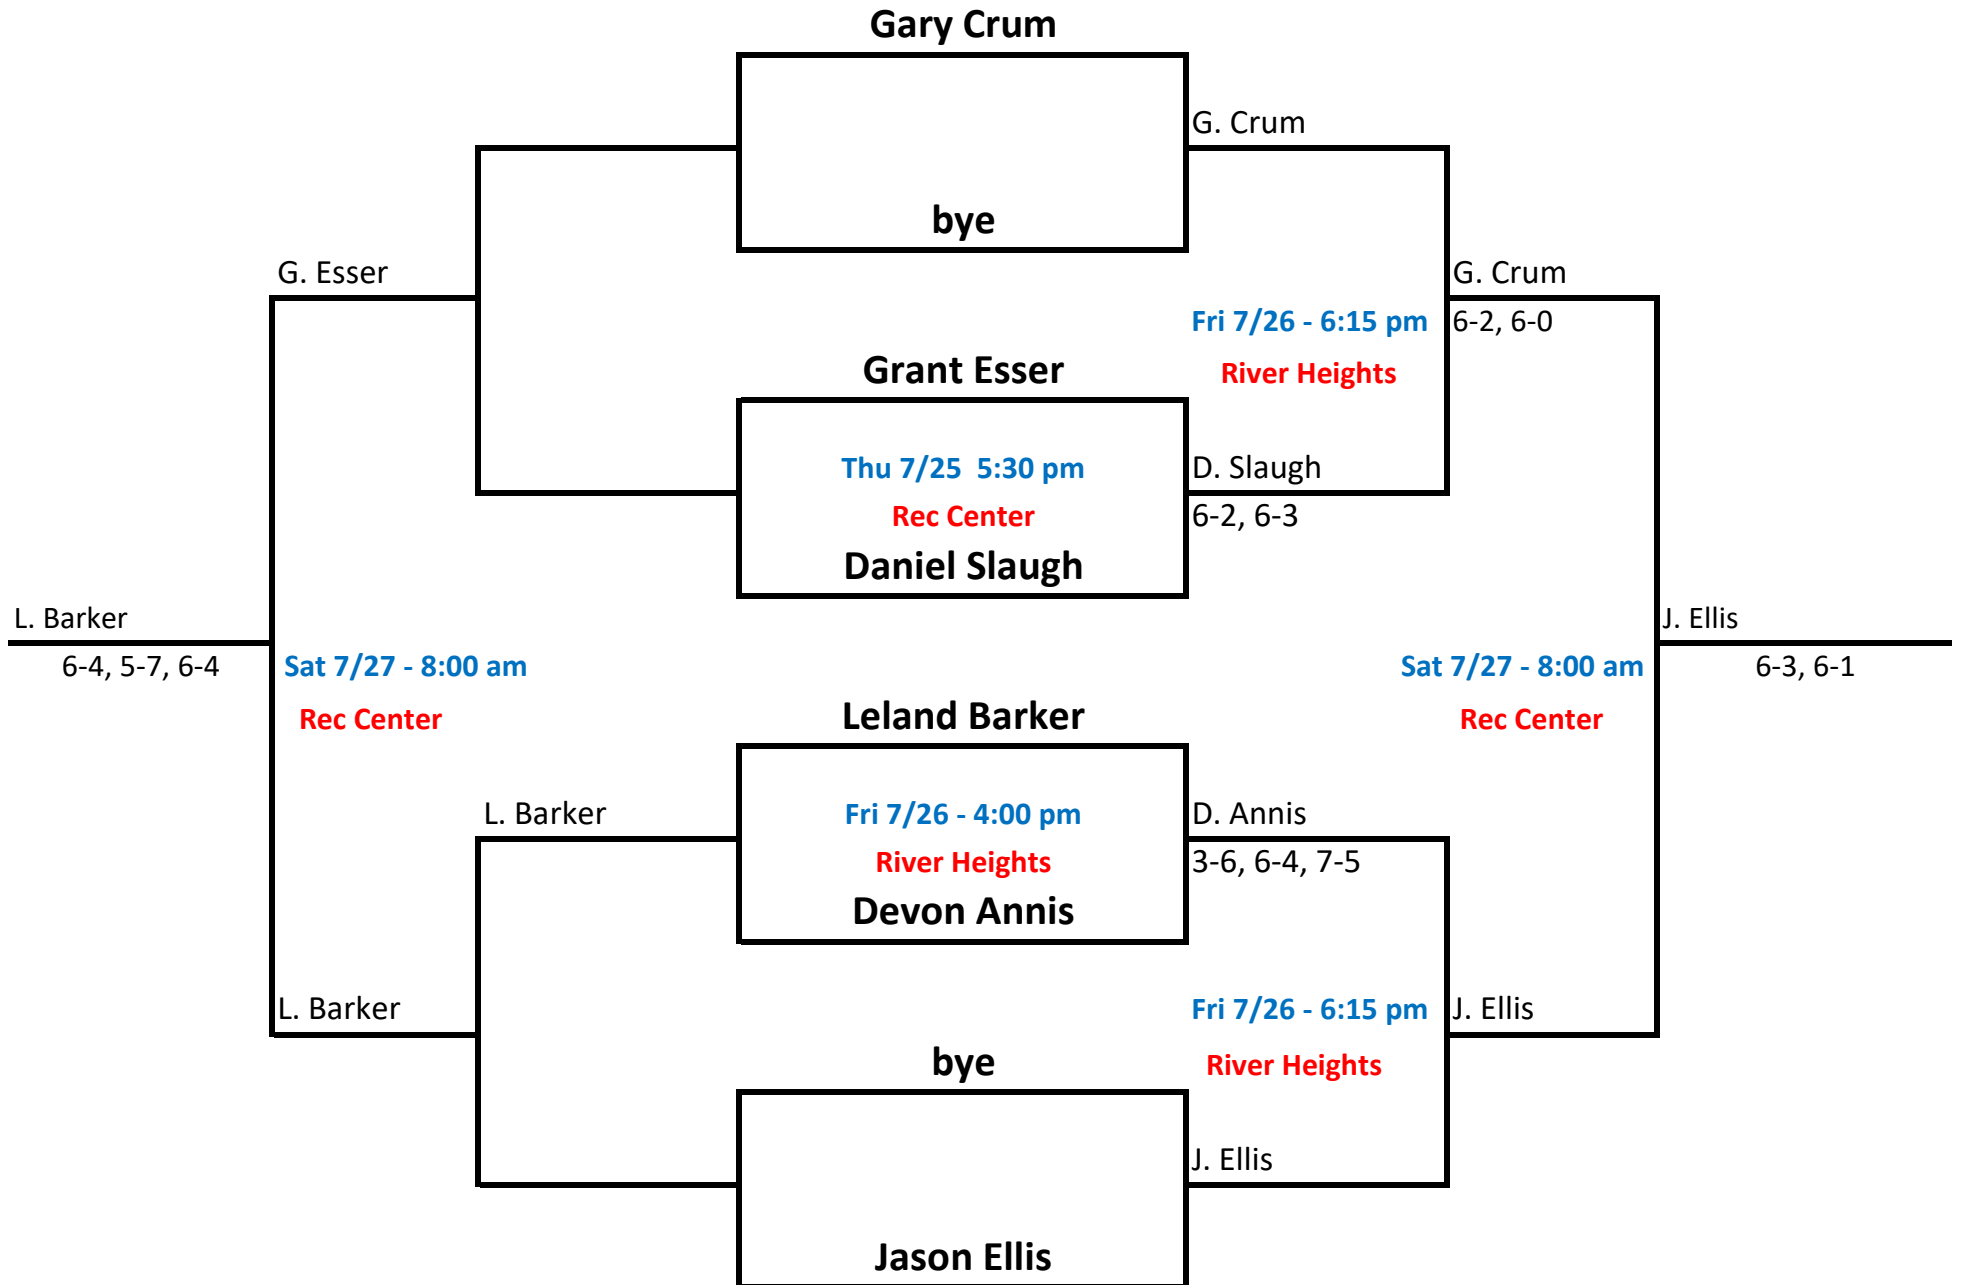 Gary Crum
G. Crum
bye
G. Esser
G. Crum
Fri 7/26 - 6:15 pm
6-2, 6-0
Grant Esser
River Heights
Thu 7/25  5:30 pm
D. Slaugh
Rec Center
6-2, 6-3
Daniel Slaugh
L. Barker
J. Ellis
6-4, 5-7, 6-4
Sat 7/27 - 8:00 am
Sat 7/27 - 8:00 am
6-3, 6-1
Rec Center
Leland Barker
Rec Center
L. Barker
Fri 7/26 - 4:00 pm
D. Annis
River Heights
3-6, 6-4, 7-5
Devon Annis
L. Barker
Fri 7/26 - 6:15 pm
J. Ellis
bye
River Heights
J. Ellis
Jason Ellis